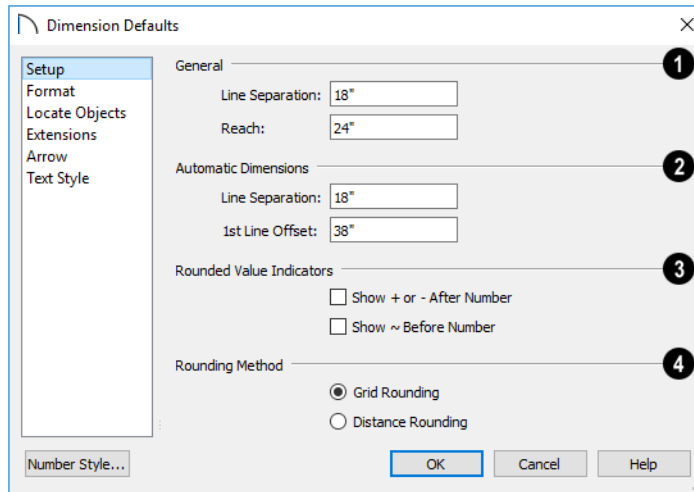 Dimension Defaults
Setup
Format
Locate Objects
Extensions
Arrow
Text Style
General
1
Line Separation: 18"
Reach: 24"
Automatic Dimensions
2
Line Separation: 18"
1st Line Offset: 38"
Rounded Value Indicators
3
Show + or - After Number
Show ~ Before Number
Rounding Method
4
Grid Rounding
Distance Rounding
Number Style...
OK
Cancel
Help